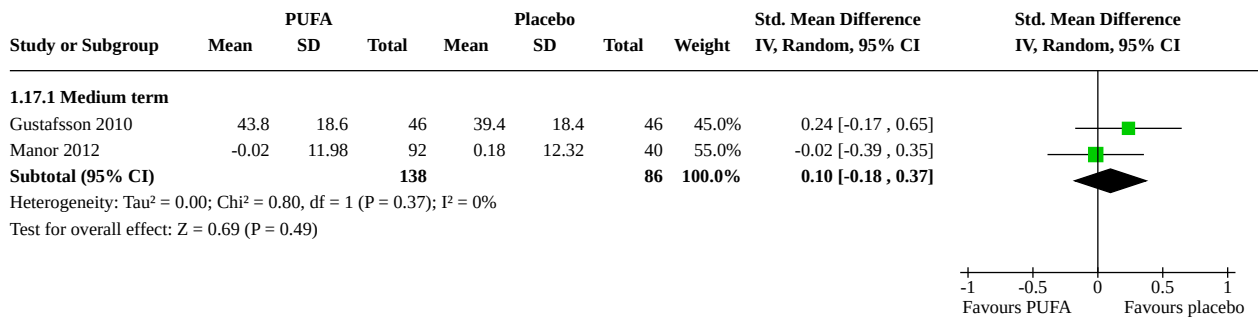 PUFA Placebo Std. Mean Difference Std. Mean Difference
Study or Subgroup Mean SD Total Mean SD Total Weight IV, Random, 95% CI IV, Random, 95% CI
1.17.1 Medium term
Gustafsson 2010 43.8 18.6 46 39.4 18.4 46 45.0% 0.24 [-0.17 , 0.65]
Manor 2012 -0.02 11.98 92 0.18 12.32 40 55.0% -0.02 [-0.39 , 0.35]
Subtotal (95% CI) 138 86 100.0% 0.10 [-0.18 , 0.37]
Heterogeneity: Tau² = 0.00; Chi² = 0.80, df = 1 (P = 0.37); I² = 0%
Test for overall effect: Z = 0.69 (P = 0.49)
-1 -0.5 0 0.5 1
Favours PUFA Favours placebo